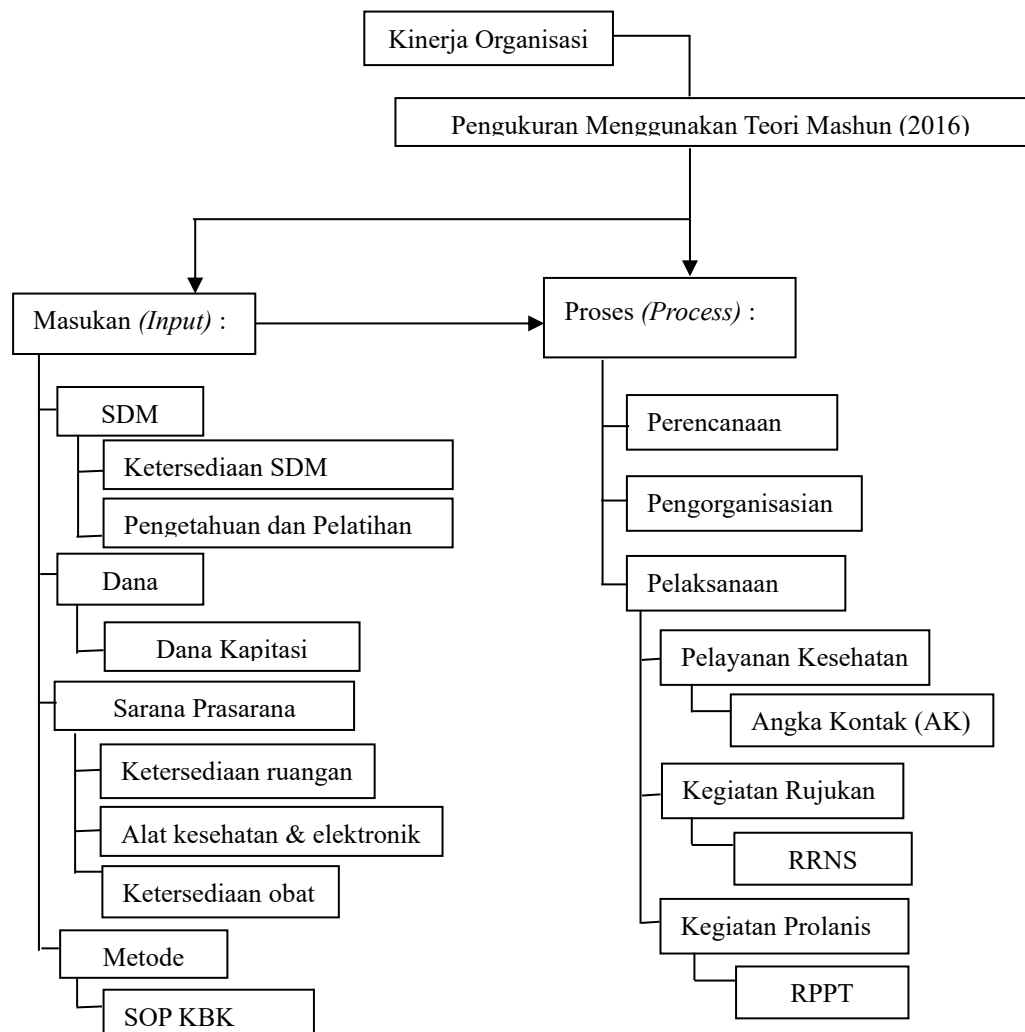 Kinerja Organisasi
Pengukuran Menggunakan Teori Mashun (2016)
Masukan (Input) :
SDM
Ketersediaan SDM
Pengetahuan dan Pelatihan
Dana
Dana Kapitasi
Sarana Prasarana
Ketersediaan ruangan
Alat kesehatan & elektronik
Ketersediaan obat
Metode
SOP KBK
Proses (Process) :
Perencanaan
Pengorganisasian
Pelaksanaan
Pelayanan Kesehatan
Angka Kontak (AK)
Kegiatan Rujukan
RRNS
Kegiatan Prolanis
RPPT